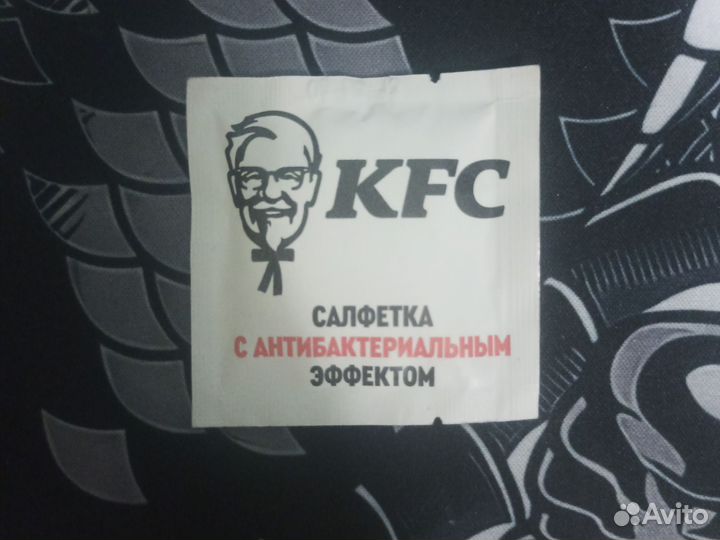 KFC
САЛФЕТКА
С АНТИБАКТЕРИАЛЬНЫМ
ЭФФЕКТОМ
Avito